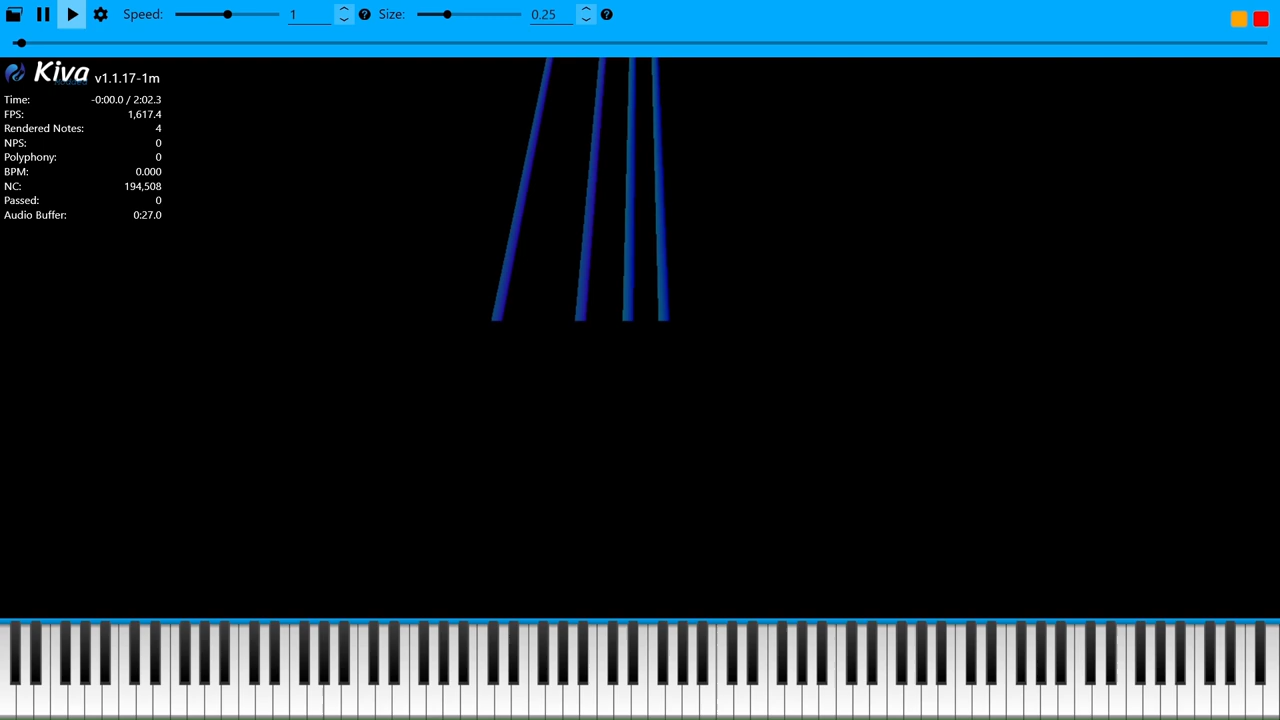 Speed: 1 Size: 0.25
Kiva v1.1.17-1m
Time: -0:00.0 / 2:02.3
FPS: 1,617.4
Rendered Notes: 4
NPS: 0
Polyphony: 0
BPM: 0.000
NC: 194,508
Passed: 0
Audio Buffer: 0:27.0